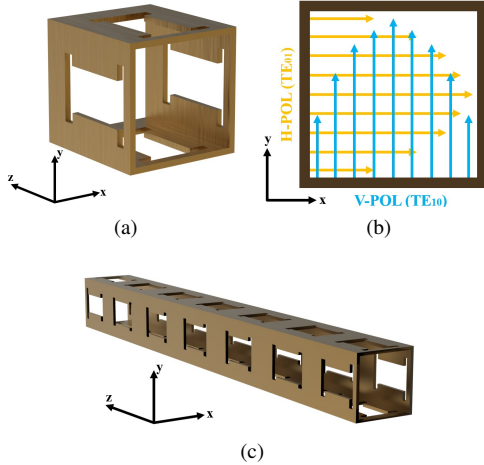 y
z
x
(a)
H-POL (TE01)
y
x
V-POL (TE10)
(b)
y
z
x
(c)